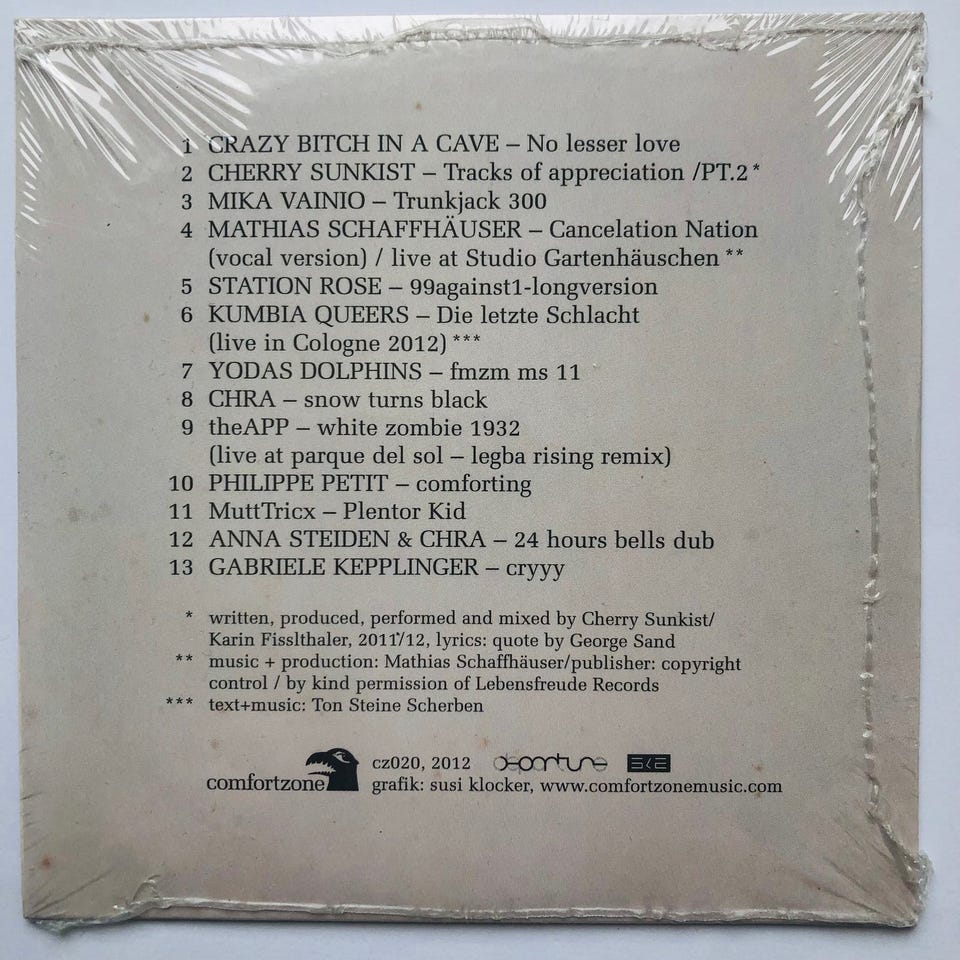 1 CRAZY BITCH IN A CAVE – No lesser love
2 CHERRY SUNKIST – Tracks of appreciation /PT.2*
3 MIKA VAINIO – Trunkjack 300
4 MATHIAS SCHAFFHÄUSER – Cancelation Nation
(vocal version) / live at Studio Gartenhäuschen **
5 STATION ROSE – 99against1-longversion
6 KUMBIA QUEERS – Die letzte Schlacht
(live in Cologne 2012) ***
7 YODAS DOLPHINS – fmzm ms 11
8 CHRA – snow turns black
9 theAPP – white zombie 1932
(live at parque del sol – legba rising remix)
10 PHILIPPE PETIT – comforting
11 MuttTricx – Plentor Kid
12 ANNA STEIDEN & CHRA – 24 hours bells dub
13 GABRIELE KEPPLINGER – cryyy
* written, produced, performed and mixed by Cherry Sunkist/
Karin Fisslthaler, 2011/12, lyrics: quote by George Sand
** music + production: Mathias Schaffhäuser/publisher: copyright
control / by kind permission of Lebensfreude Records
*** text+music: Ton Steine Scherben
comfortzone
cz020, 2012 departure SKE
grafik: susi klocker, www.comfortzonemusic.com